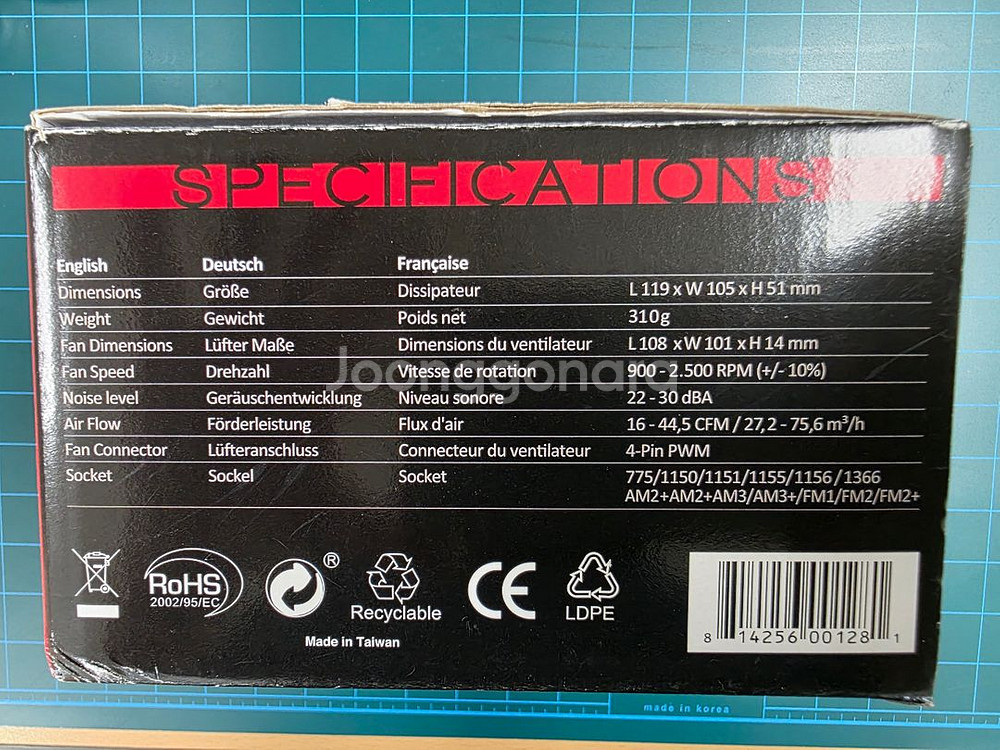 SPECIFICATIONS
English Deutsch Française
Dimensions Größe Dissipateur L 119 x W 105 x H 51 mm
Weight Gewicht Poids net 310g
Fan Dimensions Lüfter Maße Dimensions du ventilateur L 108 x W 101 x H 14 mm
Fan Speed Drehzahl Vitesse de rotation 900 - 2.500 RPM (+/- 10%)
Joonggonara
Noise level Geräuschentwicklung Niveau sonore 22 - 30 dBA
Air Flow Förderleistung Flux d'air 16 - 44,5 CFM / 27,2 - 75,6 m³/h
Fan Connector Lüfteranschluss Connecteur du ventilateur 4-Pin PWM
Socket Sockel Socket 775/1150/1151/1155/1156/1366
AM2+AM2+AM3/AM3+/FM1/FM2/FM2+
RoHS
2002/95/EC
®
Recyclable
CE
LDPE
Made in Taiwan
8 14256 00128 1
made in korea